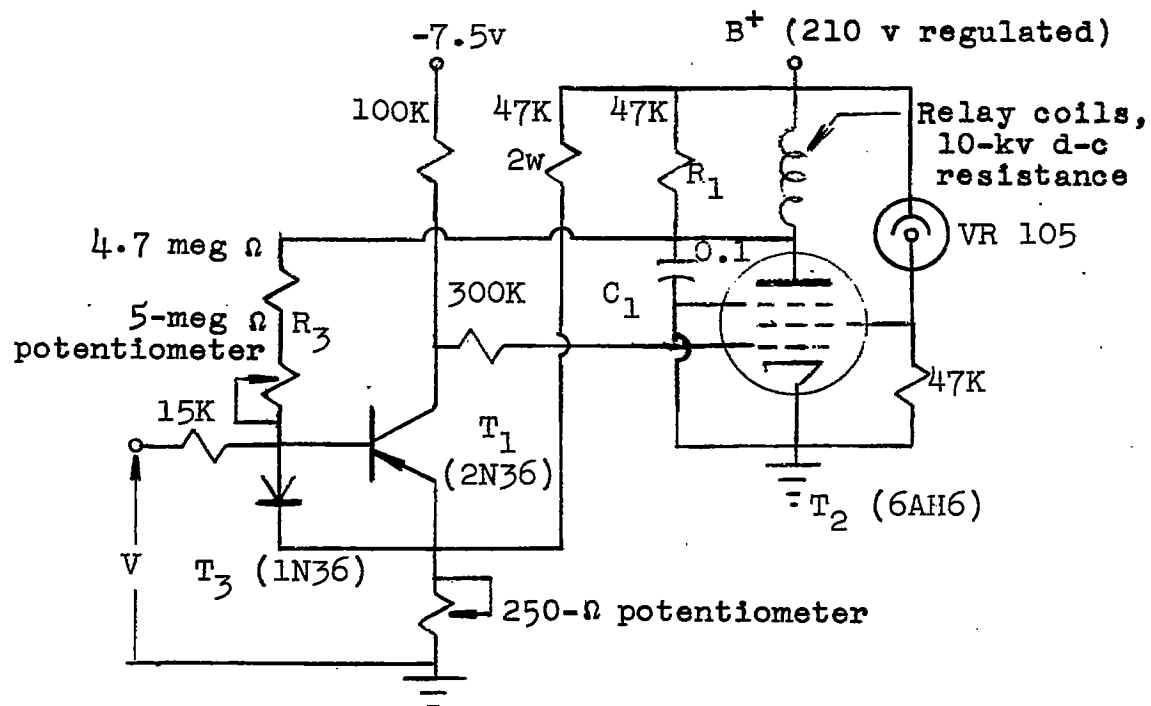 -7.5v
B+ (210 v regulated)
100K
47K
2w
47K
R1
Relay coils,
10-kv d-c
resistance
VR 105
4.7 meg Ω
0.1
C1
300K
5-meg Ω
potentiometer
R3
15K
47K
T1
(2N36)
T2 (6AH6)
V
T3 (1N36)
250-Ω potentiometer